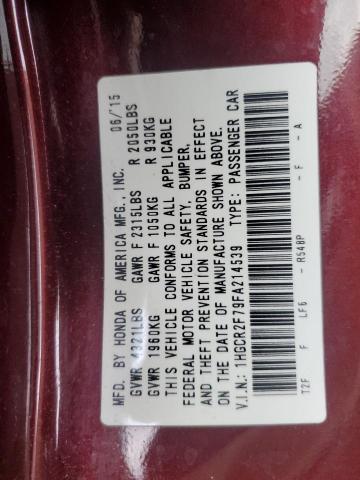 MFD. BY HONDA OF AMERICA MFG., INC. 06/15
GVWR 4321LBS GAWR F 2315LBS R 2050LBS
GVWR 1960KG GAWR F 1050KG R 930KG
THIS VEHICLE CONFORMS TO ALL APPLICABLE
FEDERAL MOTOR VEHICLE SAFETY, BUMPER,
AND THEFT PREVENTION STANDARDS IN EFFECT
ON THE DATE OF MANUFACTURE SHOWN ABOVE.
V.I.N.: 1HGCR2F79FA214539 TYPE: PASSENGER CAR
T2F F LF6 - R548P - F - A